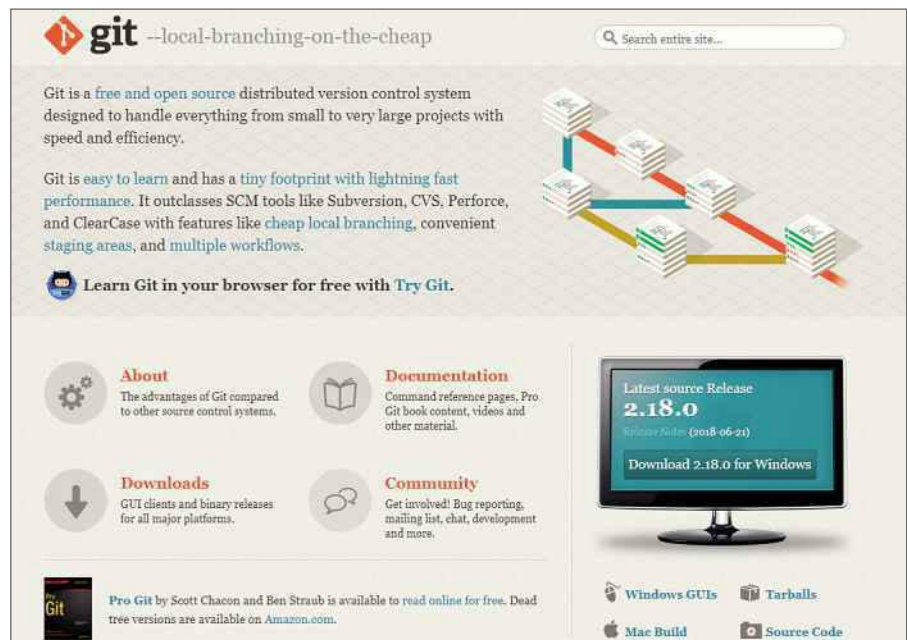 git --local-branching-on-the-cheap
Search entire site...
Git is a free and open source distributed version control system
designed to handle everything from small to very large projects with
speed and efficiency.
Git is easy to learn and has a tiny footprint with lightning fast
performance. It outclasses SCM tools like Subversion, CVS, Perforce,
and ClearCase with features like cheap local branching, convenient
staging areas, and multiple workflows.
Learn Git in your browser for free with Try Git.
About
The advantages of Git compared
to other source control systems.
Documentation
Command reference pages, Pro
Git book content, videos and
other material.
Downloads
GUI clients and binary releases
for all major platforms.
Community
Get involved! Bug reporting,
mailing list, chat, development
and more.
Latest source Release
2.18.0
Release Notes (2018-06-21)
Download 2.18.0 for Windows
Pro
Git
Pro Git by Scott Chacon and Ben Straub is available to read online for free. Dead
tree versions are available on Amazon.com.
Windows GUIs
Tarballs
Mac Build
Source Code